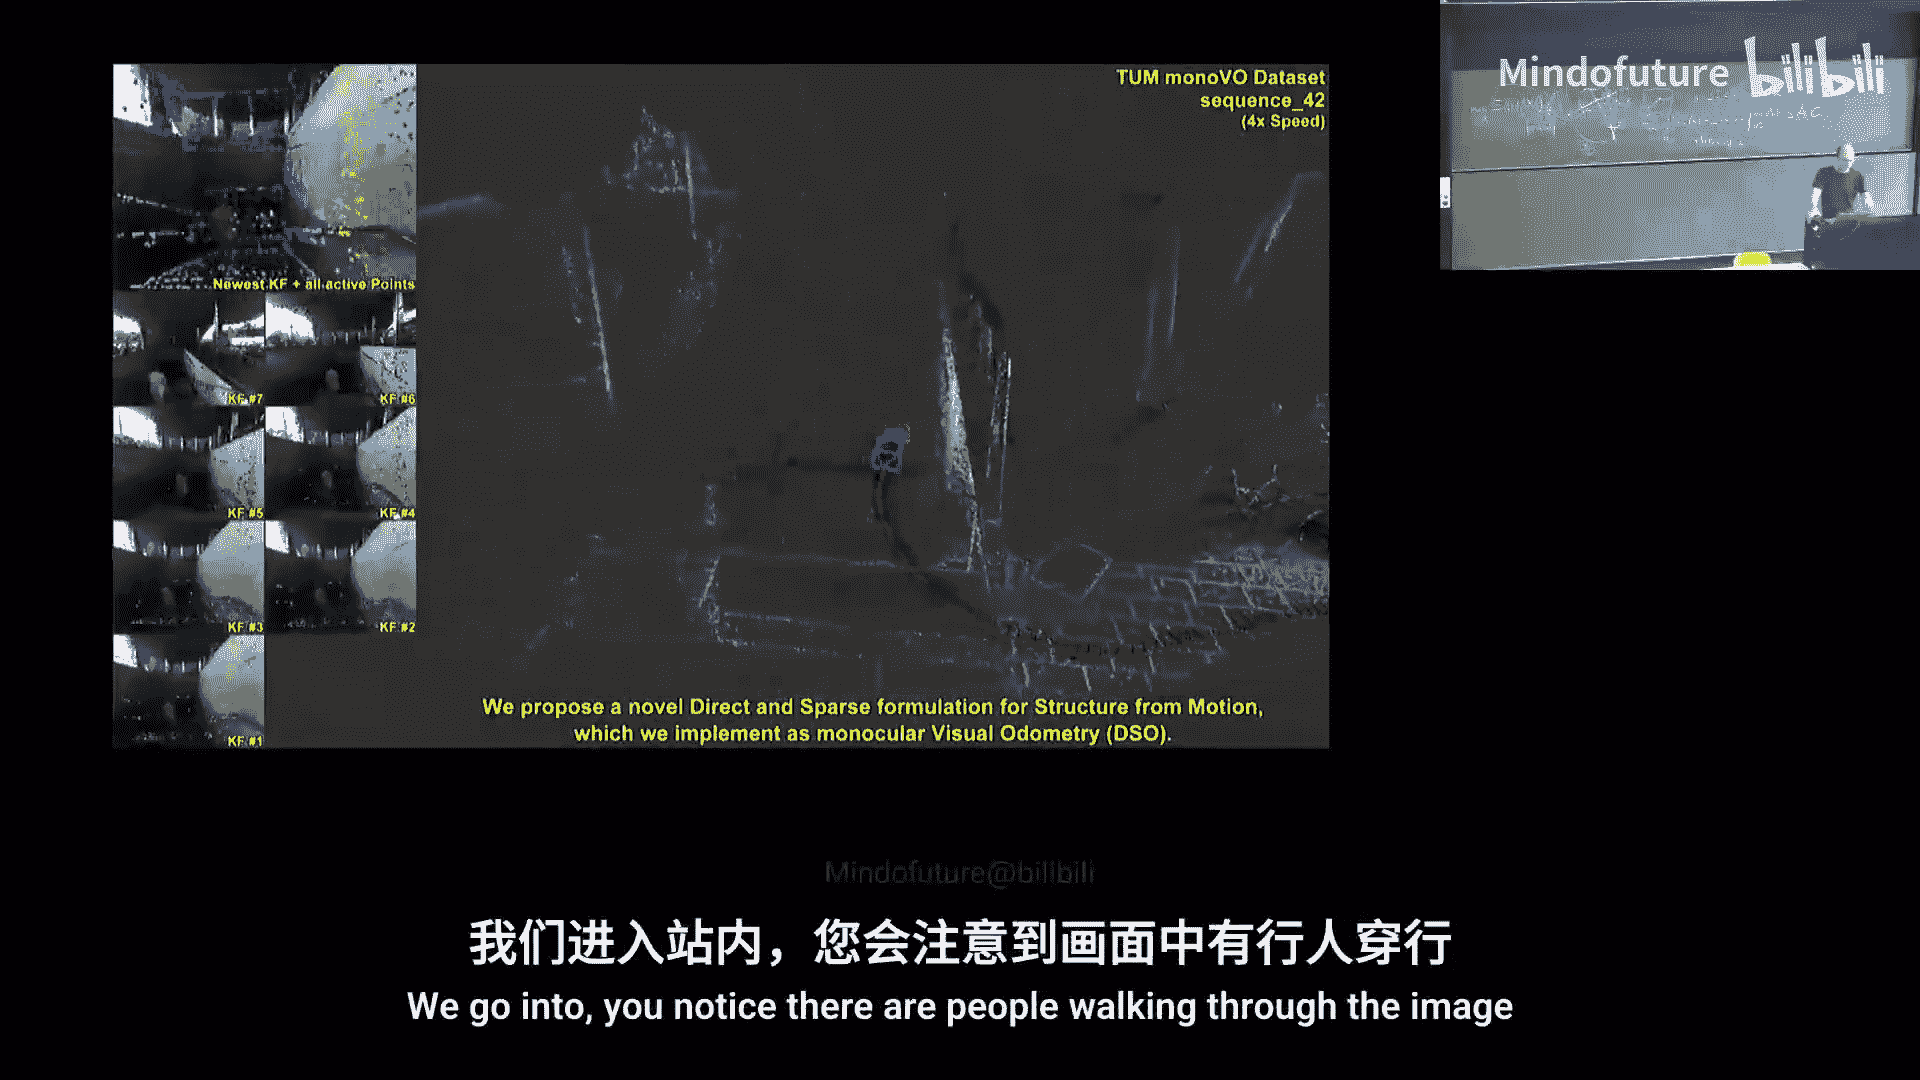 TUM monoVO Dataset
sequence_42
(4x Speed)
Mindofuture bilibili
Newest KF + all active Points
KF #7
KF #6
KF #5
KF #4
KF #3
KF #2
KF #1
We propose a novel Direct and Sparse formulation for Structure from Motion,
which we implement as monocular Visual Odometry (DSO).
Mindofuture@bilibili
我们进入站内，您会注意到画面中有行人穿行
We go into, you notice there are people walking through the image